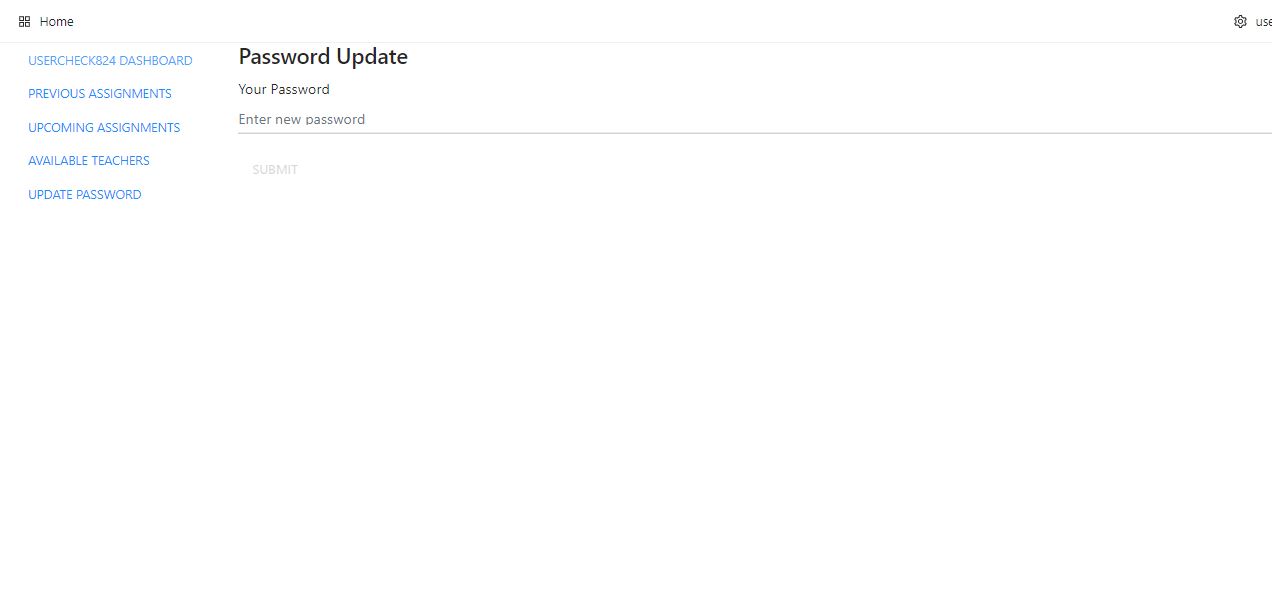 Home
use
USERCHECK824 DASHBOARD
PREVIOUS ASSIGNMENTS
UPCOMING ASSIGNMENTS
AVAILABLE TEACHERS
UPDATE PASSWORD
Password Update
Your Password
Enter new password
SUBMIT